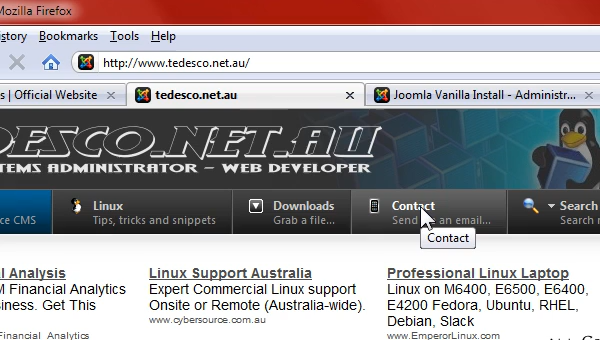 Mozilla Firefox
istory Bookmarks Tools Help
http://www.tedesco.net.au/
s | Official Website tedesco.net.au Joomla Vanilla Install - Administr...
DESCO.NET.AU
TEMS ADMINISTRATOR - WEB DEVELOPER
Linux Downloads Contact Search
ce CMS Tips, tricks and snippets Grab a file... Send an email... Search
Contact
l Analysis Linux Support Australia Professional Linux Laptop
M Financial Analytics Expert Commercial Linux support Linux on M6400, E6500, E6400,
siness. Get This Onsite or Remote (Australia-wide). E4200 Fedora, Ubuntu, RHEL,
www.cybersource.com.au Debian, Slack
Financial_Analytics www.EmperorLinux.com